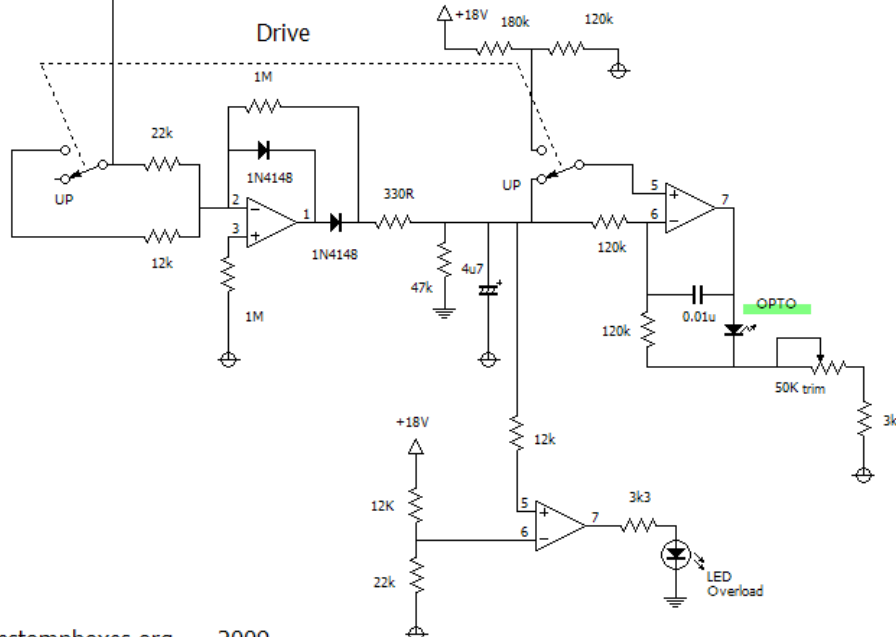 +18V
180k
120k
Drive
1M
22k
1N4148
UP
2
1
3
330R
UP
5
7
6
12k
1N4148
120k
47k
4u7
+
1M
120k
0.01u
OPTO
50K trim
3k
+18V
12k
12K
5
7
6
3k3
22k
LED
Overload
2009